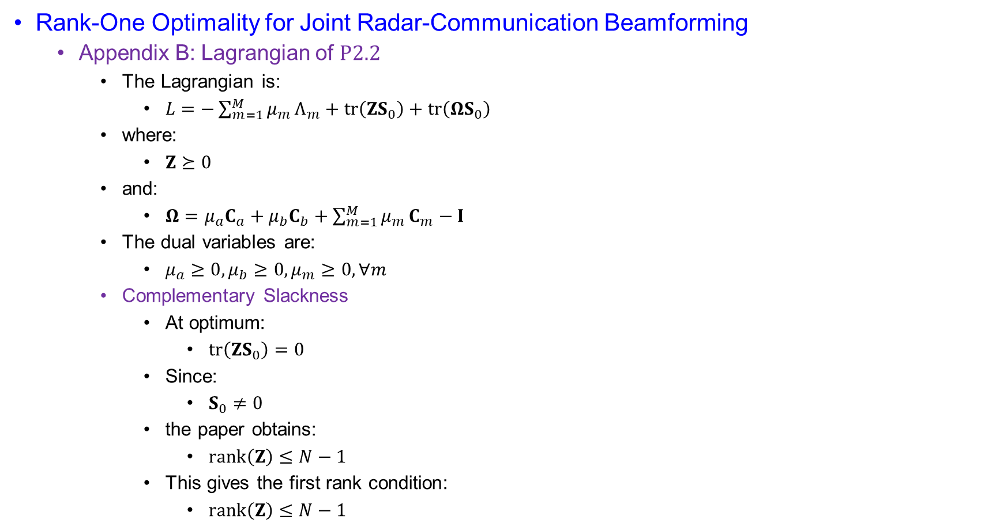 • Rank-One Optimality for Joint Radar-Communication Beamforming
• Appendix B: Lagrangian of P2.2
• The Lagrangian is:
• $L = -\sum_{m=1}^{M} \mu_m \Lambda_m + \mathrm{tr}(\mathbf{Z}\mathbf{S}_0) + \mathrm{tr}(\mathbf{\Omega}\mathbf{S}_0)$
• where:
• $\mathbf{Z} \succeq 0$
• and:
• $\mathbf{\Omega} = \mu_a \mathbf{C}_a + \mu_b \mathbf{C}_b + \sum_{m=1}^{M} \mu_m \mathbf{C}_m - \mathbf{I}$
• The dual variables are:
• $\mu_a \geq 0, \mu_b \geq 0, \mu_m \geq 0, \forall m$
• Complementary Slackness
• At optimum:
• $\mathrm{tr}(\mathbf{Z}\mathbf{S}_0) = 0$
• Since:
• $\mathbf{S}_0 \neq 0$
• the paper obtains:
• $\mathrm{rank}(\mathbf{Z}) \leq N - 1$
• This gives the first rank condition:
• $\mathrm{rank}(\mathbf{Z}) \leq N - 1$